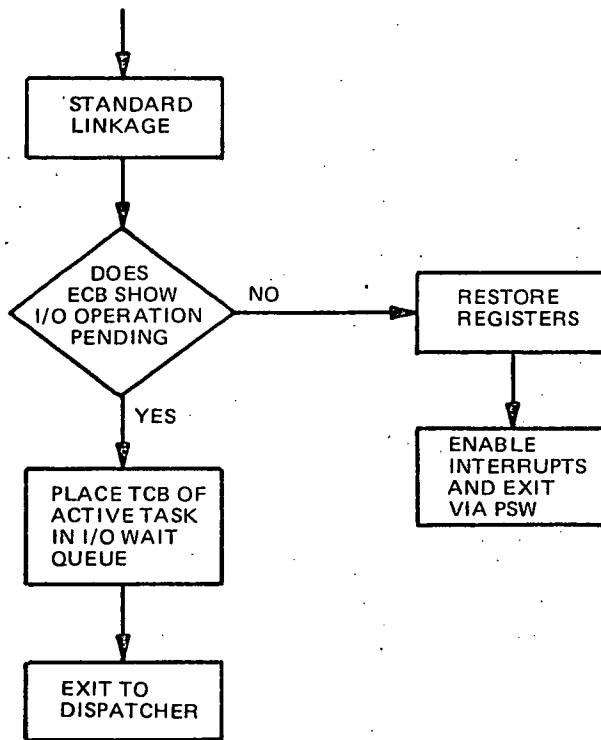 STANDARD
LINKAGE
DOES
ECB SHOW
I/O OPERATION
PENDING
NO
RESTORE
REGISTERS
YES
ENABLE
INTERRUPTS
AND EXIT
VIA PSW
PLACE TCB OF
ACTIVE TASK
IN I/O WAIT
QUEUE
EXIT TO
DISPATCHER